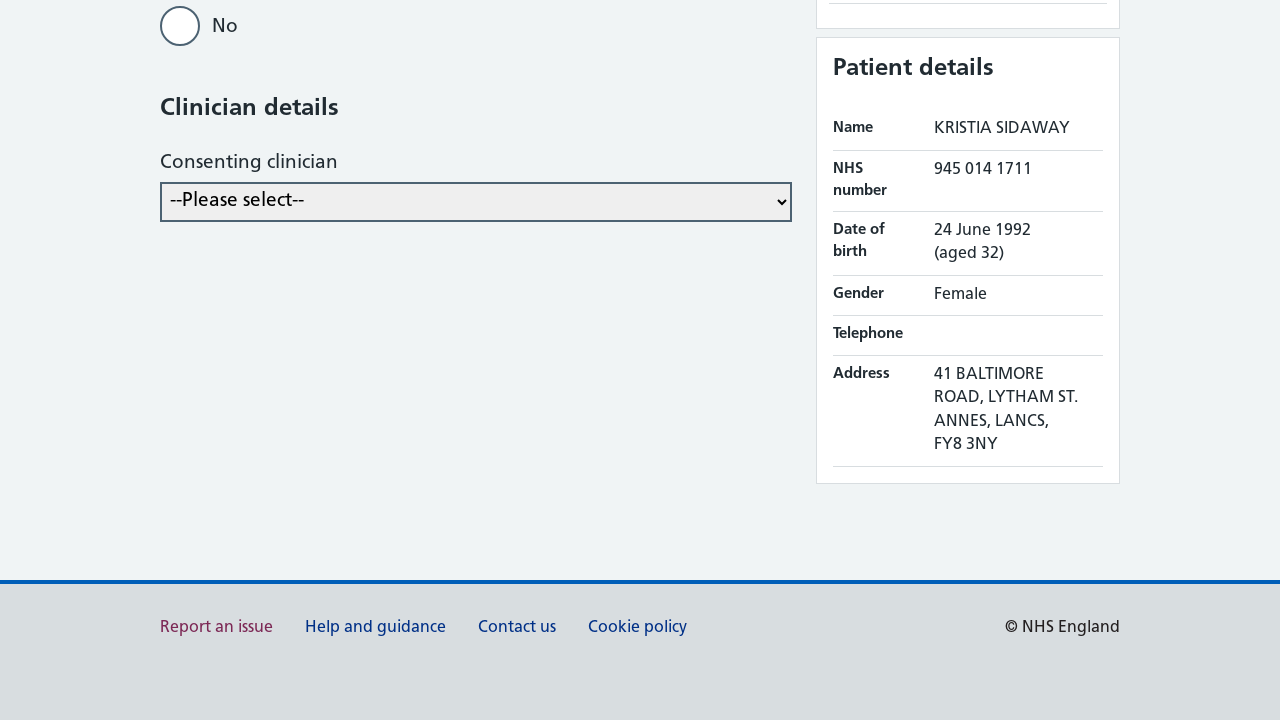 No
Clinician details
Consenting clinician
--Please select--
Patient details
Name KRISTIA SIDAWAY
NHS number 945 014 1711
Date of birth 24 June 1992 (aged 32)
Gender Female
Telephone
Address 41 BALTIMORE
ROAD, LYTHAM ST.
ANNES, LANCS,
FY8 3NY
Report an issue Help and guidance Contact us Cookie policy © NHS England